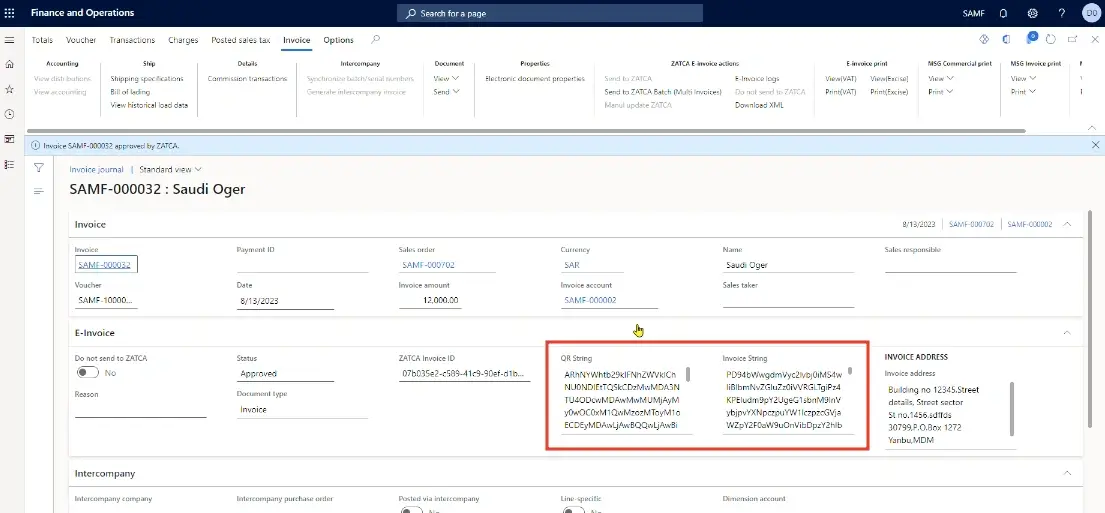 Finance and Operations
Search for a page
SAMF
DO
Totals Voucher Transactions Charges Posted sales tax Invoice Options
Accounting
View distributions
View accounting
Ship
Shipping specifications
Bill of lading
View historical load data
Details
Commission transactions
Intercompany
Synchronize batch/serial numbers
Generate intercompany invoice
Document
View
Send
Properties
Electronic document properties
ZATCA E-invoice actions
Send to ZATCA
Send to ZATCA Batch (Multi Invoices)
Manul update ZATCA
E-Invoice logs
Do not send to ZATCA
Download XML
E-invoice print
View(VAT) View(Excise)
Print(VAT) Print(Excise)
MSG Commercial print
View
Print
MSG Invoice print
View
Print
Invoice SAMF-000032 approved by ZATCA.
Invoice journal | Standard view
SAMF-000032 : Saudi Oger
Invoice
8/13/2023 SAMF-000702 SAMF-000002
Invoice
SAMF-000032
Payment ID
Sales order
SAMF-000702
Currency
SAR
Name
Saudi Oger
Sales responsible
Voucher
SAMF-10000...
Date
8/13/2023
Invoice amount
12,000.00
Invoice account
SAMF-000002
Sales taker
E-Invoice
Do not send to ZATCA
No
Status
Approved
ZATCA Invoice ID
07b035e2-c589-41c9-90ef-d1b...
Reason
Document type
Invoice
QR String
Invoice String
INVOICE ADDRESS
Invoice address
Building no 12345,Street
details, Street sector
St no.1456.sdffds
30799,P.O.Box 1272
Yanbu,MDM
Intercompany
Intercompany company
Intercompany purchase order
Posted via intercompany
No
Line-specific
No
Dimension account